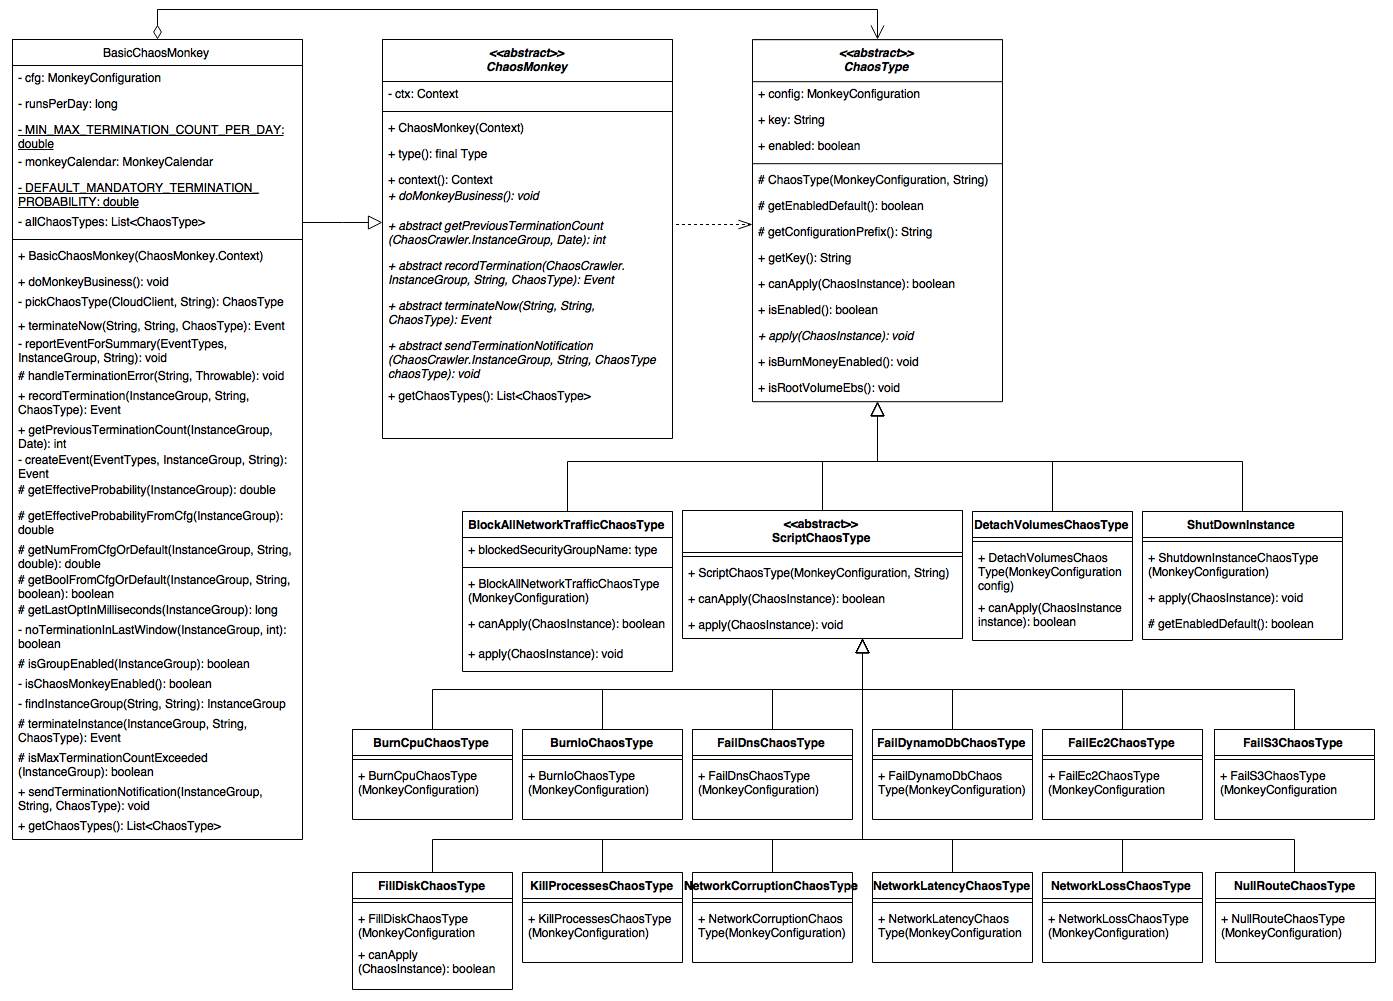 BasicChaosMonkey
- cfg: MonkeyConfiguration
- runsPerDay: long
- MIN_MAX_TERMINATION_COUNT_PER_DAY:
double
- monkeyCalendar: MonkeyCalendar
- DEFAULT_MANDATORY_TERMINATION_
PROBABILITY: double
- allChaosTypes: List<ChaosType>
+ BasicChaosMonkey(ChaosMonkey.Context)
+ doMonkeyBusiness(): void
- pickChaosType(CloudClient, String): ChaosType
+ terminateNow(String, String, ChaosType): Event
- reportEventForSummary(EventTypes,
InstanceGroup, String): void
# handleTerminationError(String, Throwable): void
+ recordTermination(InstanceGroup, String,
ChaosType): Event
+ getPreviousTerminationCount(InstanceGroup,
Date): int
- createEvent(EventTypes, InstanceGroup, String):
Event
# getEffectiveProbability(InstanceGroup): double
# getEffectiveProbabilityFromCfg(InstanceGroup):
double
# getNumFromCfgOrDefault(InstanceGroup, String,
double): double
# getBoolFromCfgOrDefault(InstanceGroup, String,
boolean): boolean
# getLastOptInMilliseconds(InstanceGroup): long
- noTerminationInLastWindow(InstanceGroup, int):
boolean
# isGroupEnabled(InstanceGroup): boolean
- isChaosMonkeyEnabled(): boolean
- findInstanceGroup(String, String): InstanceGroup
# terminateInstance(InstanceGroup, String,
ChaosType): Event
# isMaxTerminationCountExceeded
(InstanceGroup): boolean
+ sendTerminationNotification(InstanceGroup,
String, ChaosType): void
+ getChaosTypes(): List<ChaosType>
<<abstract>>
ChaosMonkey
- ctx: Context
+ ChaosMonkey(Context)
+ type(): final Type
+ context(): Context
+ doMonkeyBusiness(): void
+ abstract getPreviousTerminationCount
(ChaosCrawler.InstanceGroup, Date): int
+ abstract recordTermination(ChaosCrawler.
InstanceGroup, String, ChaosType): Event
+ abstract terminateNow(String, String,
ChaosType): Event
+ abstract sendTerminationNotification
(ChaosCrawler.InstanceGroup, String, ChaosType
chaosType): void
+ getChaosTypes(): List<ChaosType>
<<abstract>>
ChaosType
+ config: MonkeyConfiguration
+ key: String
+ enabled: boolean
# ChaosType(MonkeyConfiguration, String)
# getEnabledDefault(): boolean
# getConfigurationPrefix(): String
+ getKey(): String
+ canApply(ChaosInstance): boolean
+ isEnabled(): boolean
+ apply(ChaosInstance): void
+ isBurnMoneyEnabled(): void
+ isRootVolumeEbs(): void
BlockAllNetworkTrafficChaosType
+ blockedSecurityGroupName: type
+ BlockAllNetworkTrafficChaosType
(MonkeyConfiguration)
+ canApply(ChaosInstance): boolean
+ apply(ChaosInstance): void
<<abstract>>
ScriptChaosType
+ ScriptChaosType(MonkeyConfiguration, String)
+ canApply(ChaosInstance): boolean
+ apply(ChaosInstance): void
DetachVolumesChaosType
+ DetachVolumesChaos
Type(MonkeyConfiguration
config)
+ canApply(ChaosInstance
instance): boolean
ShutDownInstance
+ ShutdownInstanceChaosType
(MonkeyConfiguration)
+ apply(ChaosInstance): void
# getEnabledDefault(): boolean
BurnCpuChaosType
+ BurnCpuChaosType
(MonkeyConfiguration)
BurnIoChaosType
+ BurnIoChaosType
(MonkeyConfiguration)
FailDnsChaosType
+ FailDnsChaosType
(MonkeyConfiguration)
FailDynamoDbChaosType
+ FailDynamoDbChaos
Type(MonkeyConfiguration)
FailEc2ChaosType
+ FailEc2ChaosType
(MonkeyConfiguration
FailS3ChaosType
+ FailS3ChaosType
(MonkeyConfiguration
FillDiskChaosType
+ FillDiskChaosType
(MonkeyConfiguration
+ canApply
(ChaosInstance): boolean
KillProcessesChaosType
+ KillProcessesChaosType
(MonkeyConfiguration)
NetworkCorruptionChaosType
+ NetworkCorruptionChaos
Type(MonkeyConfiguration)
NetworkLatencyChaosType
+ NetworkLatencyChaos
Type(MonkeyConfiguration
NetworkLossChaosType
+ NetworkLossChaosType
(MonkeyConfiguration)
NullRouteChaosType
+ NullRouteChaosType
(MonkeyConfiguration)